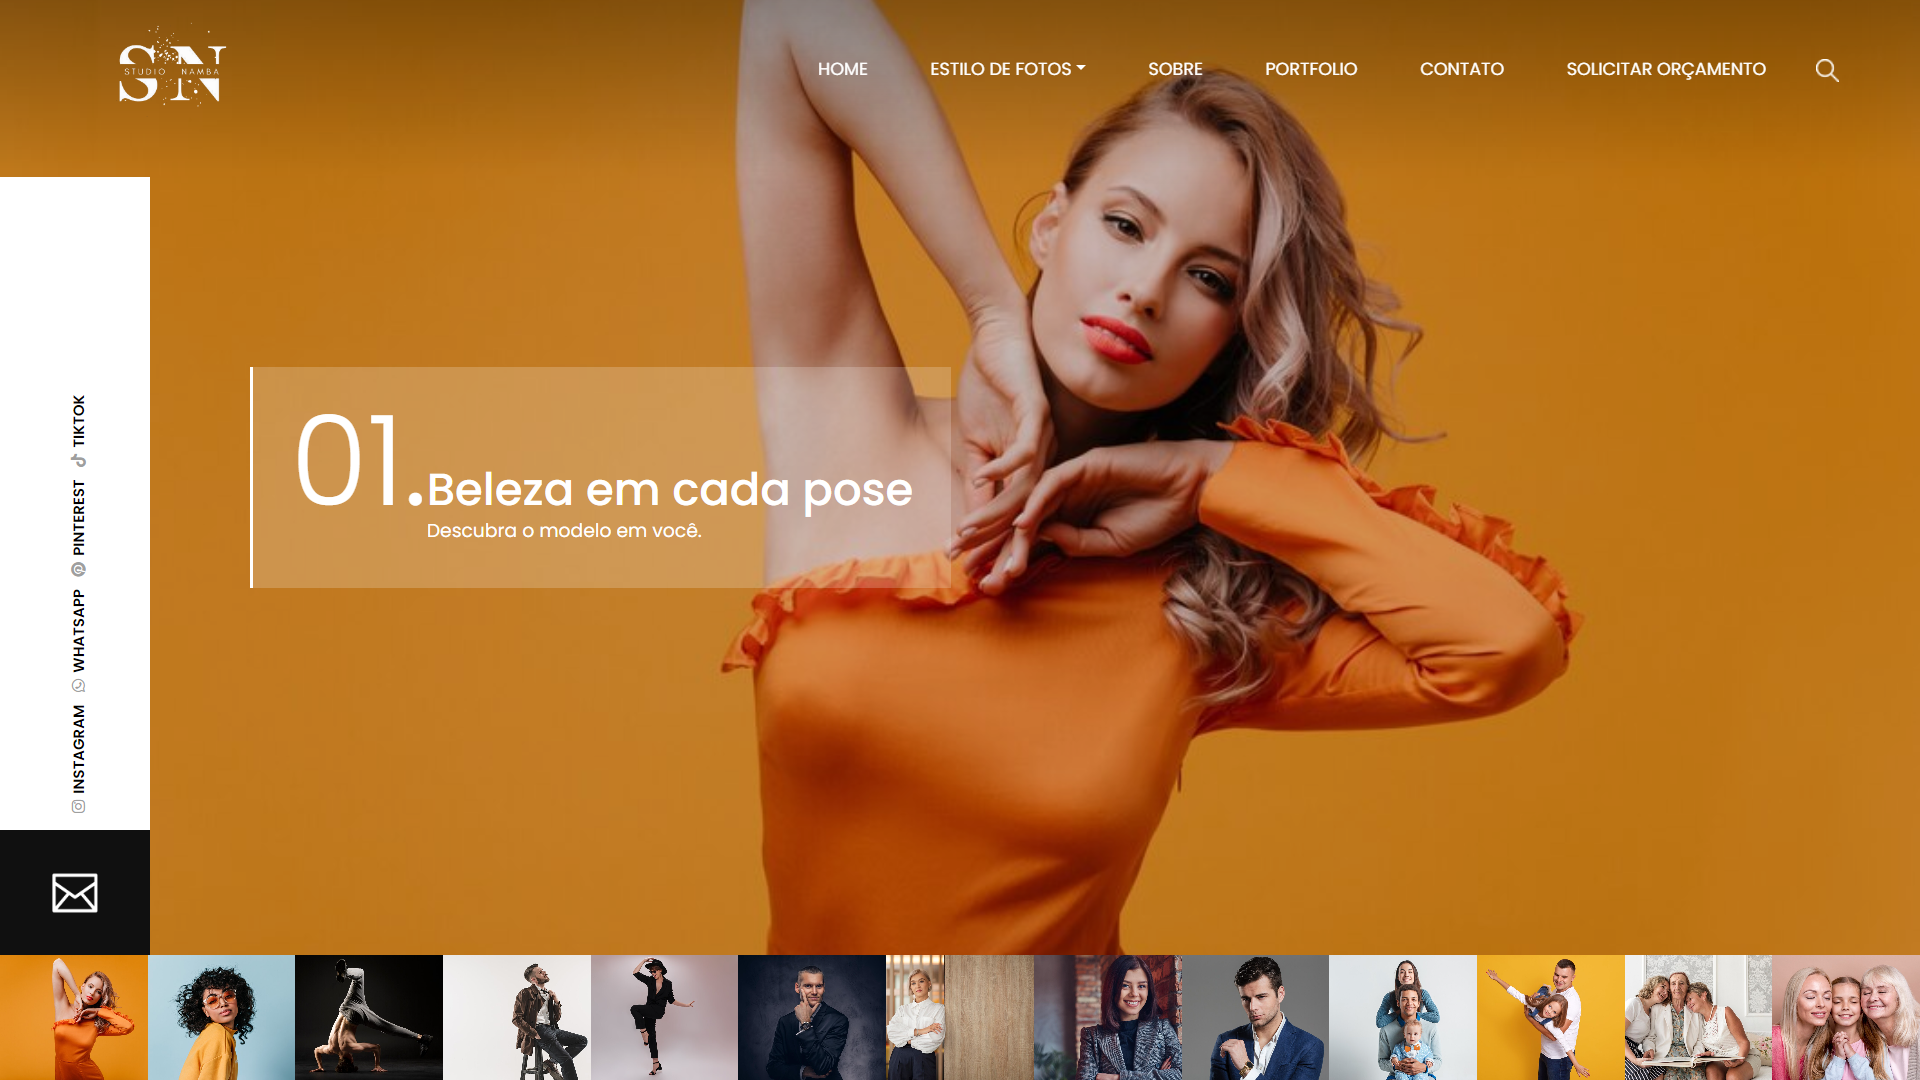 SN
STUDIO NAMBA
HOME
ESTILO DE FOTOS
SOBRE
PORTFOLIO
CONTATO
SOLICITAR ORÇAMENTO
01.
Beleza em cada pose
Descubra o modelo em você.
INSTAGRAM
WHATSAPP
PINTEREST
TIKTOK